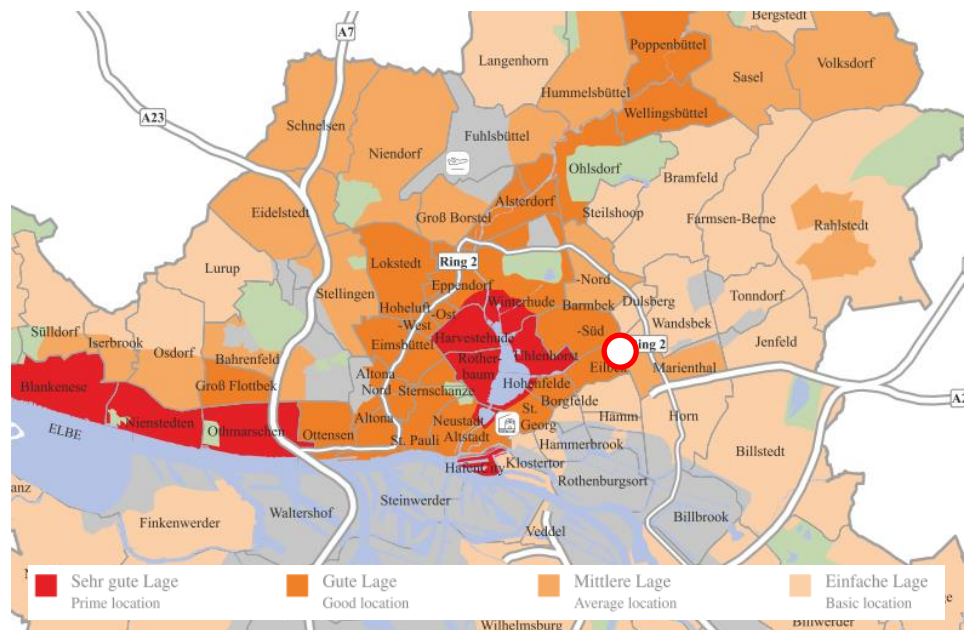 Bergstedt
A7
Poppenbüttel
Langenhorn
Sasel
Volksdorf
Hummelsbüttel
A23
Wellingsbüttel
Schnelsen
Fuhlsbüttel
Niendorf
Ohlsdorf
Bramfeld
Alsterdorf
Eidelstedt
Groß Borstel
Steilshoop
Farmsen-Berne
Rahlstedt
Lurup
Lokstedt
Ring 2
Stellingen
Eppendorf
-Nord
Winterhude
Barmbek
Dulsberg
Tonndorf
Hoheluft
-Ost
-West
Sülldorf
Iserbrook
Osdorf
Bahrenfeld
Eimsbüttel
Harvestehude
-Süd
Wandsbek
Jenfeld
Uhlenhorst
Rother-
baum
Eilbek
Marienthal
Blankenese
Groß Flottbek
Altona
Nord
Sternschanze
Hohenfelde
Borgfelde
Nienstedten
Othmarschen
Ottensen
Altona
Neustadt
St.
Georg
Hamm
Horn
ELBE
St. Pauli
Altstadt
Hammerbrook
Billstedt
HafenCity
Klostertor
Rothenburgsort
Steinwerder
Waltershof
Finkenwerder
Veddel
Billbrook
Sehr gute Lage
Prime location
Gute Lage
Good location
Mittlere Lage
Average location
Einfache Lage
Basic location
Wilhelmsburg
Billwerder